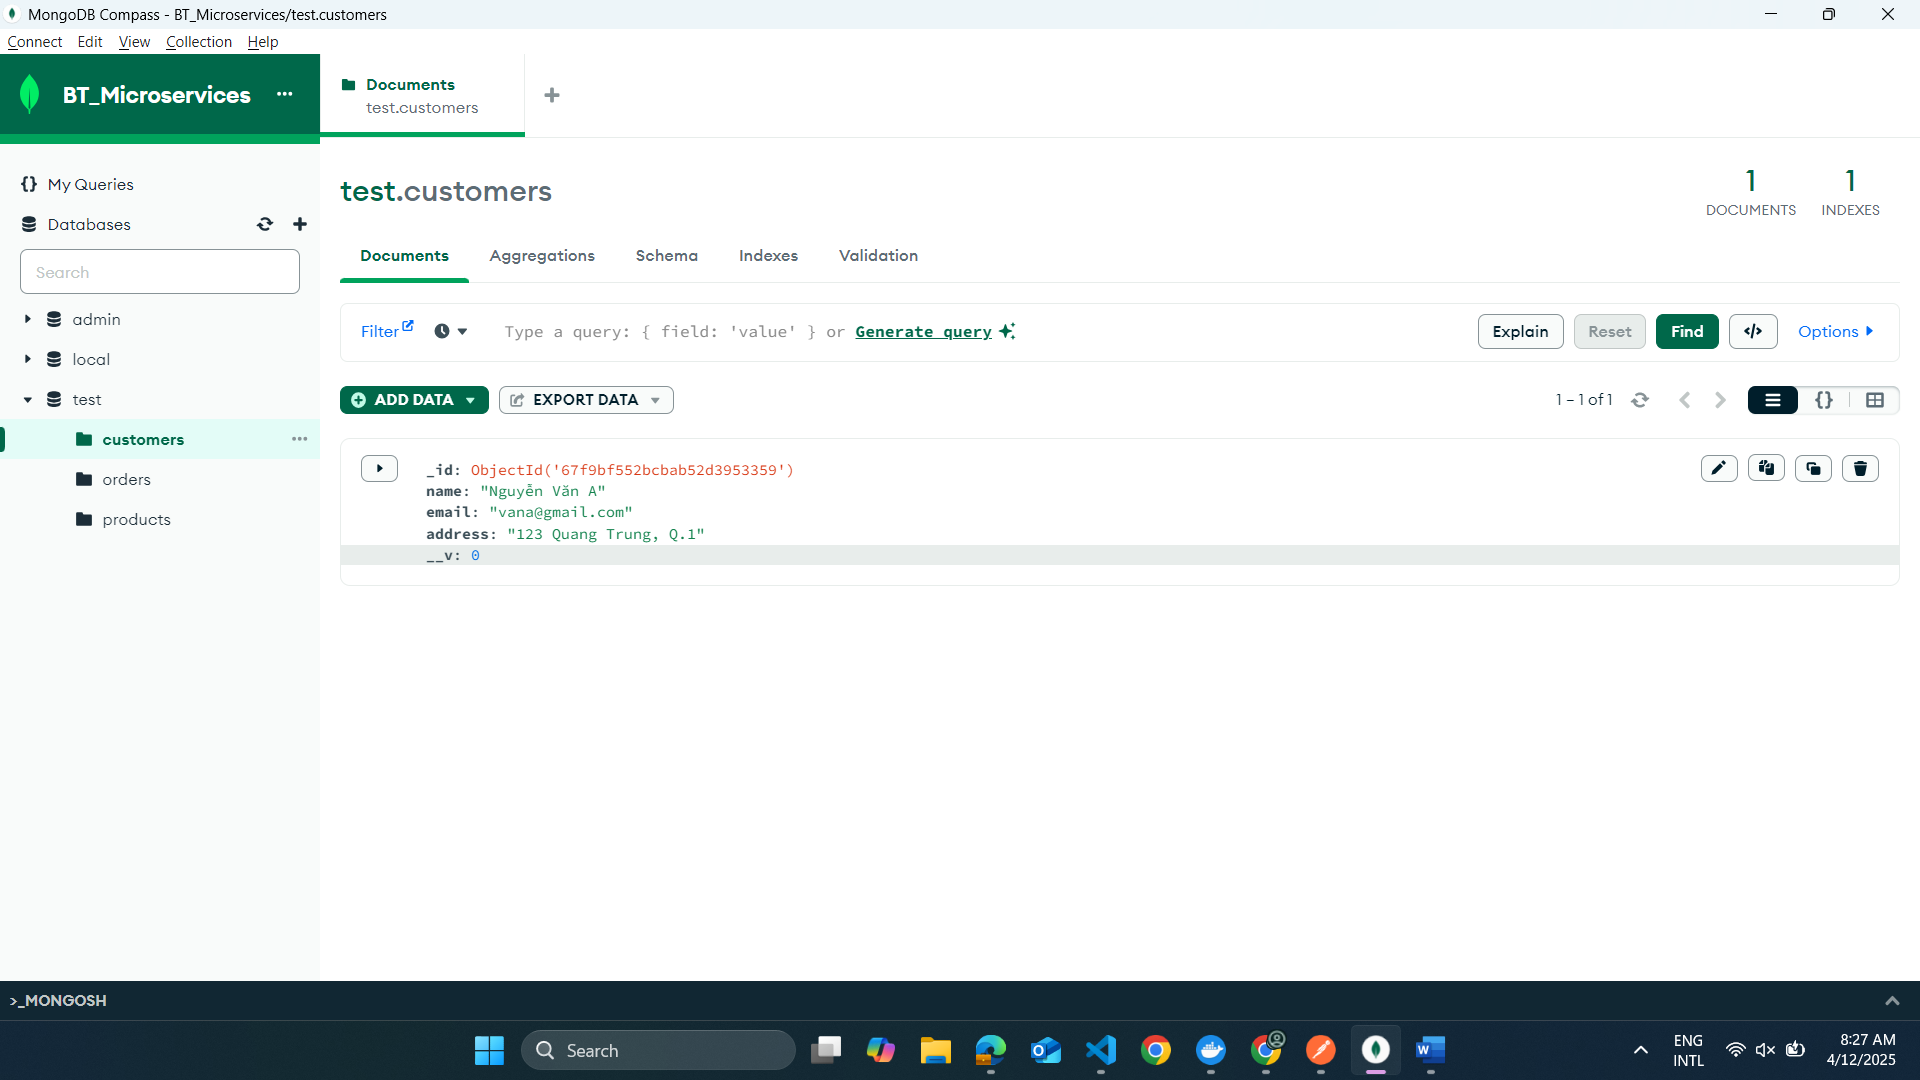 MongoDB Compass - BT_Microservices/test.customers
Connect Edit View Collection Help
BT_Microservices
Documents
test.customers
My Queries
Databases
Search
admin
local
test
customers
orders
products
test.customers
1
DOCUMENTS
1
INDEXES
Documents Aggregations Schema Indexes Validation
Filter Type a query: { field: 'value' } or Generate query Explain Reset Find </> Options
ADD DATA EXPORT DATA 1 – 1 of 1 {}
_id: ObjectId('67f9bf552bcbab52d3953359')
name: "Nguyễn Văn A"
email: "vana@gmail.com"
address: "123 Quang Trung, Q.1"
__v: 0
>_MONGOSH
Search
ENG
INTL
8:27 AM
4/12/2025